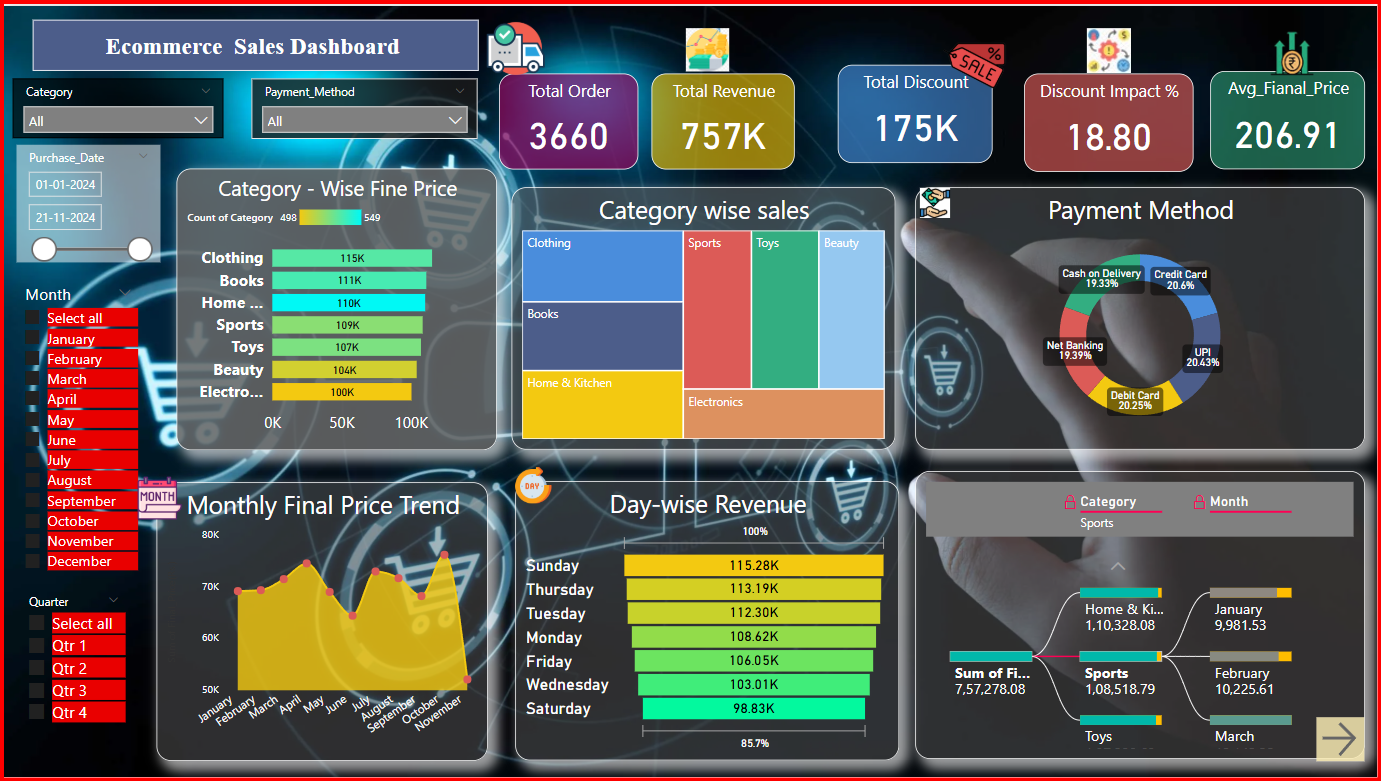 Ecommerce Sales Dashboard
Category
All
Payment_Method
All
Purchase_Date
01-01-2024
21-11-2024
Month
Select all
January
February
March
April
May
June
July
August
September
October
November
December
Quarter
Select all
Qtr 1
Qtr 2
Qtr 3
Qtr 4
Total Order
3660
Total Revenue
757K
SALE
%
Total Discount
175K
Discount Impact %
18.80
Avg_Fianal_Price
206.91
Category - Wise Fine Price
Count of Category 498 549
Clothing 115K
Books 111K
Home ... 110K
Sports 109K
Toys 107K
Beauty 104K
Electro... 100K
0K 50K 100K
Category wise sales
Clothing
Books
Home & Kitchen
Sports
Toys
Beauty
Electronics
Payment Method
Cash on Delivery
19.33%
Credit Card
20.6%
Net Banking
19.39%
UPI
20.43%
Debit Card
20.25%
MONTH
Monthly Final Price Trend
80K
70K
60K
50K
January
February
March
April
May
June
July
August
September
October
November
DAY
Day-wise Revenue
100%
Sunday 115.28K
Thursday 113.19K
Tuesday 112.30K
Monday 108.62K
Friday 106.05K
Wednesday 103.01K
Saturday 98.83K
85.7%
Category
Sports
Month
Sum of Fi...
7,57,278.08
Home & Ki...
1,10,328.08
Sports
1,08,518.79
Toys
January
9,981.53
February
10,225.61
March